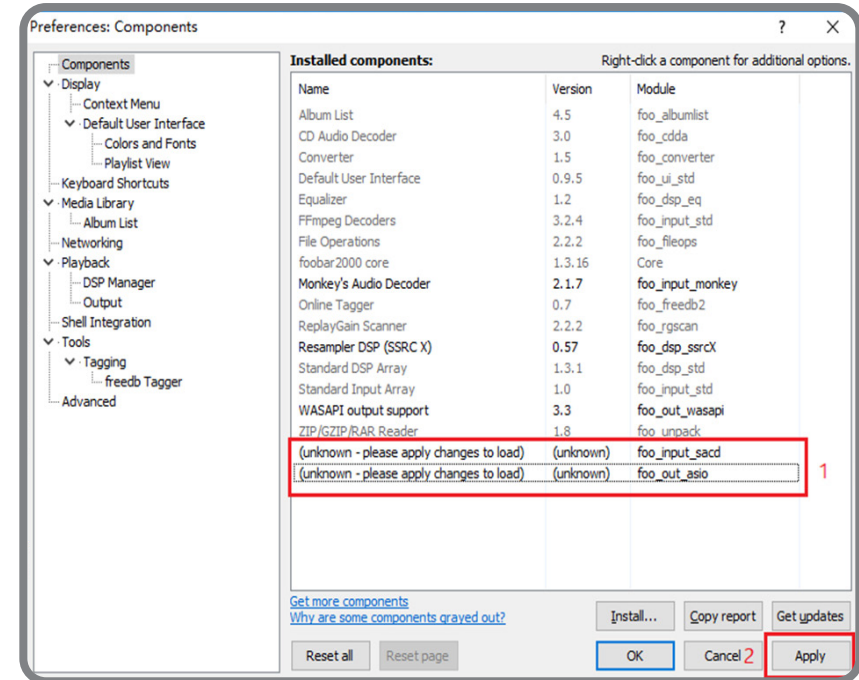 Preferences: Components
?
Components
Display
Context Menu
Default User Interface
Colors and Fonts
Playlist View
Keyboard Shortcuts
Media Library
Album List
Networking
Playback
DSP Manager
Output
Shell Integration
Tools
Tagging
freedb Tagger
Advanced
Installed components: Right-click a component for additional options.
Name Version Module
Album List 4.5 foo_albumlist
CD Audio Decoder 3.0 foo_cdda
Converter 1.5 foo_converter
Default User Interface 0.9.5 foo_ui_std
Equalizer 1.2 foo_dsp_eq
FFmpeg Decoders 3.2.4 foo_input_std
File Operations 2.2.2 foo_fileops
foobar2000 core 1.3.16 Core
Monkey's Audio Decoder 2.1.7 foo_input_monkey
Online Tagger 0.7 foo_freedb2
ReplayGain Scanner 2.2.2 foo_rgscan
Resampler DSP (SSRC X) 0.57 foo_dsp_ssrcX
Standard DSP Array 1.3.1 foo_dsp_std
Standard Input Array 1.0 foo_input_std
WASAPI output support 3.3 foo_out_wasapi
ZIP/GZIP/RAR Reader 1.8 foo_unpack
(unknown - please apply changes to load) (unknown) foo_input_sacd
(unknown - please apply changes to load) (unknown) foo_out_asio
1
Get more components
Why are some components grayed out?
Install... Copy report Get updates
Reset all Reset page OK Cancel 2 Apply